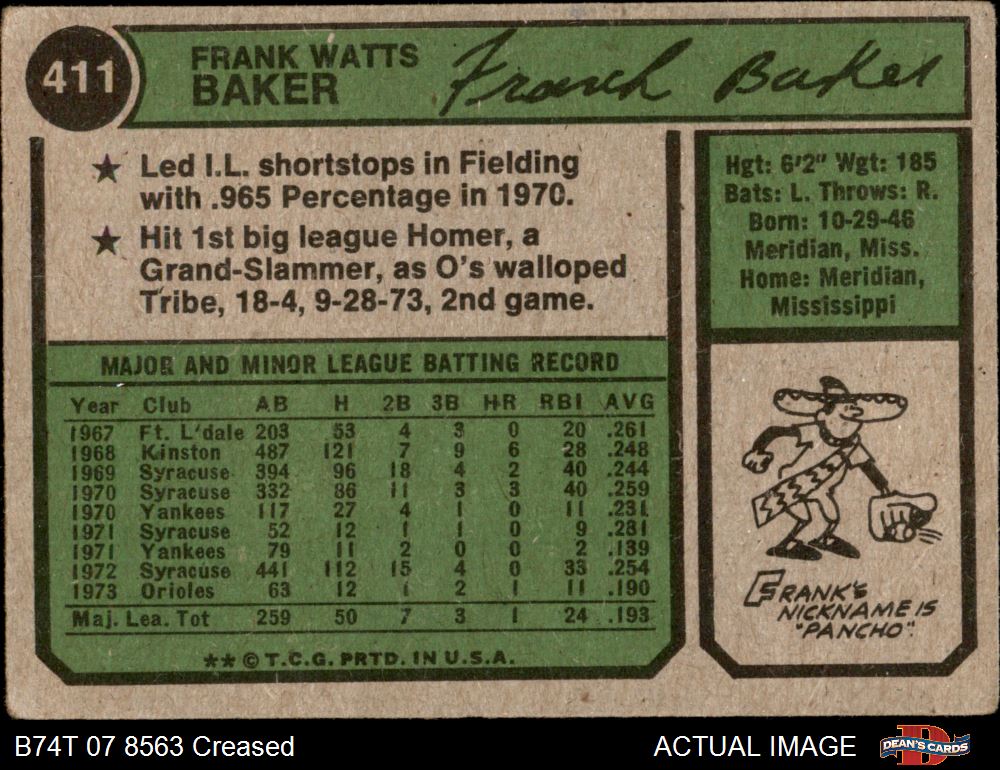 411
FRANK WATTS
BAKER
Frank Baker
★ Led I.L. shortstops in Fielding
with .965 Percentage in 1970.
★ Hit 1st big league Homer, a
Grand-Slammer, as O's walloped
Tribe, 18-4, 9-28-73, 2nd game.
Hgt: 6'2" Wgt: 185
Bats: L. Throws: R.
Born: 10-29-46
Meridian, Miss.
Home: Meridian,
Mississippi
MAJOR AND MINOR LEAGUE BATTING RECORD
Year Club AB H 2B 3B HR RBI AVG
1967 Ft. L'dale 203 53 4 3 0 20 .261
1968 Kinston 487 121 7 9 6 28 .248
1969 Syracuse 394 96 18 4 2 40 .244
1970 Syracuse 332 86 11 3 3 40 .259
1970 Yankees 117 27 4 1 0 11 .231
1971 Syracuse 52 12 1 1 0 9 .231
1971 Yankees 79 11 2 0 0 2 .139
1972 Syracuse 441 112 15 4 0 33 .254
1973 Orioles 63 12 1 2 1 11 .190
Maj. Lea. Tot 259 50 7 3 1 24 .193
** © T.C.G. PRTD. IN U.S.A.
FRANK'S
NICKNAME IS
"PANCHO".
B74T 07 8563 Creased
ACTUAL IMAGE
D
DEAN'S CARDS